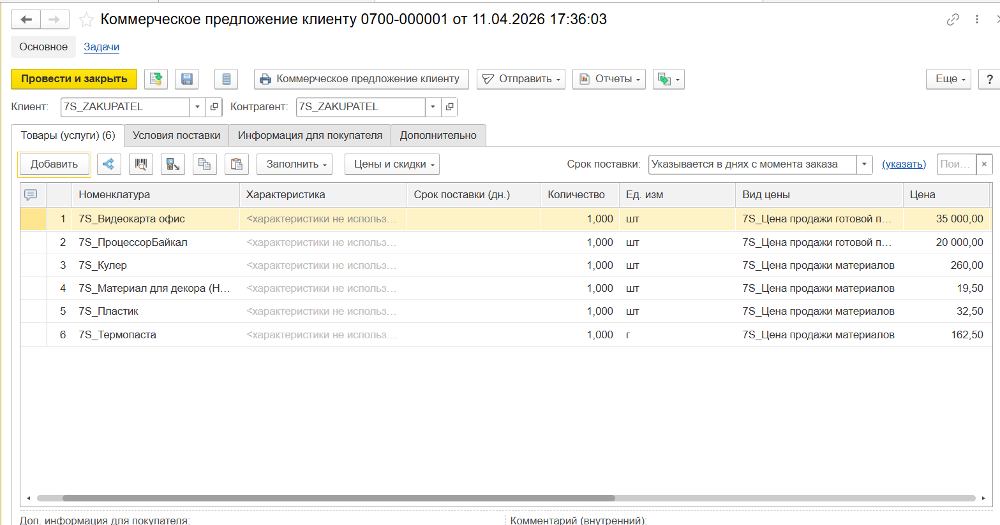 Коммерческое предложение клиенту 0700-000001 от 11.04.2026 17:36:03
Основное Задачи
Провести и закрыть Коммерческое предложение клиенту Отправить Отчеты Еще ?
Клиент: 7S_ZAKUPATEL Контрагент: 7S_ZAKUPATEL
Товары (услуги) (6) Условия поставки Информация для покупателя Дополнительно
Добавить Заполнить Цены и скидки Срок поставки: Указывается в днях с момента заказа (указать) Пои... ×
Номенклатура Характеристика Срок поставки (дн.) Количество Ед. изм Вид цены Цена
1 7S_Видеокарта офис <характеристики не использ... 1,000 шт 7S_Цена продажи готовой п... 35 000,00
2 7S_ПроцессорБайкал <характеристики не использ... 1,000 шт 7S_Цена продажи готовой п... 20 000,00
3 7S_Кулер <характеристики не использ... 1,000 шт 7S_Цена продажи материалов 260,00
4 7S_Материал для декора (Н... <характеристики не использ... 1,000 шт 7S_Цена продажи материалов 19,50
5 7S_Пластик <характеристики не использ... 1,000 шт 7S_Цена продажи материалов 32,50
6 7S_Термопаста <характеристики не использ... 1,000 г 7S_Цена продажи материалов 162,50
Доп. информация для покупателя: Комментарий (внутренний):